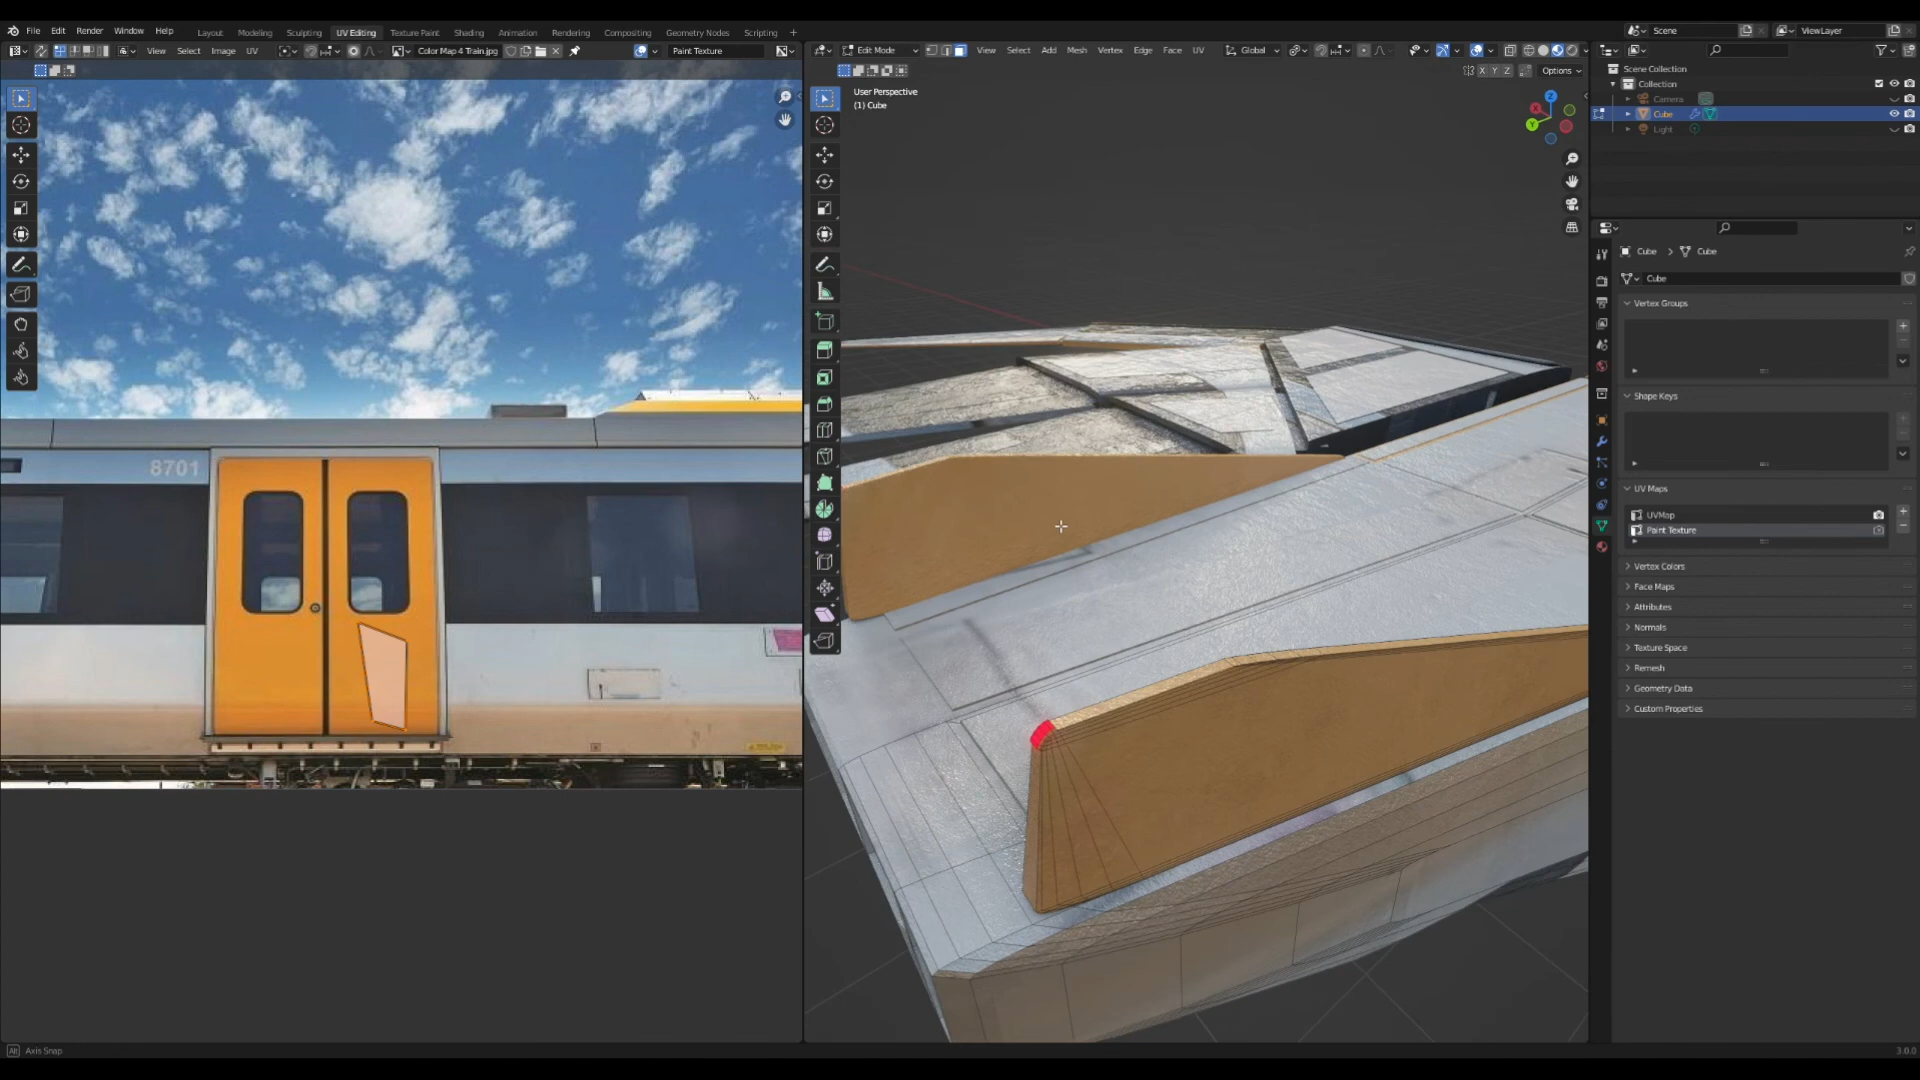 File Edit Render Window Help Layout Modeling Sculpting UV Editing Texture Paint Shading Animation Rendering Compositing Geometry Nodes Scripting + Scene ViewLayer
View Select Image UV Color Map 4 Train.jpg Paint Texture Edit Mode View Select Add Mesh Vertex Edge Face UV Global
X Y Z Options
User Perspective
(1) Cube
Scene Collection
Collection
Camera
Cube
Light
Cube > Cube
Cube
Vertex Groups
Shape Keys
UV Maps
UVMap
Paint Texture
Vertex Colors
Face Maps
Attributes
Normals
Texture Space
Remesh
Geometry Data
Custom Properties
8701
Alt Axis Snap 3.0.0